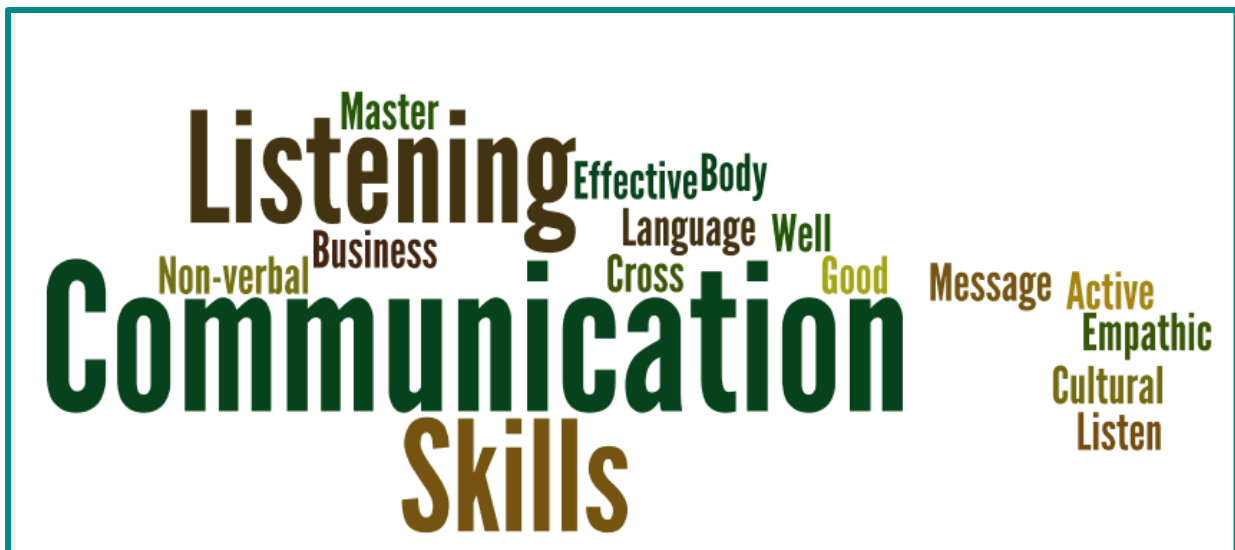 Master
Listening
Effective Body
Language Well
Business
Non-verbal Cross Good
Communication
Message Active
Empathic
Cultural
Listen
Skills